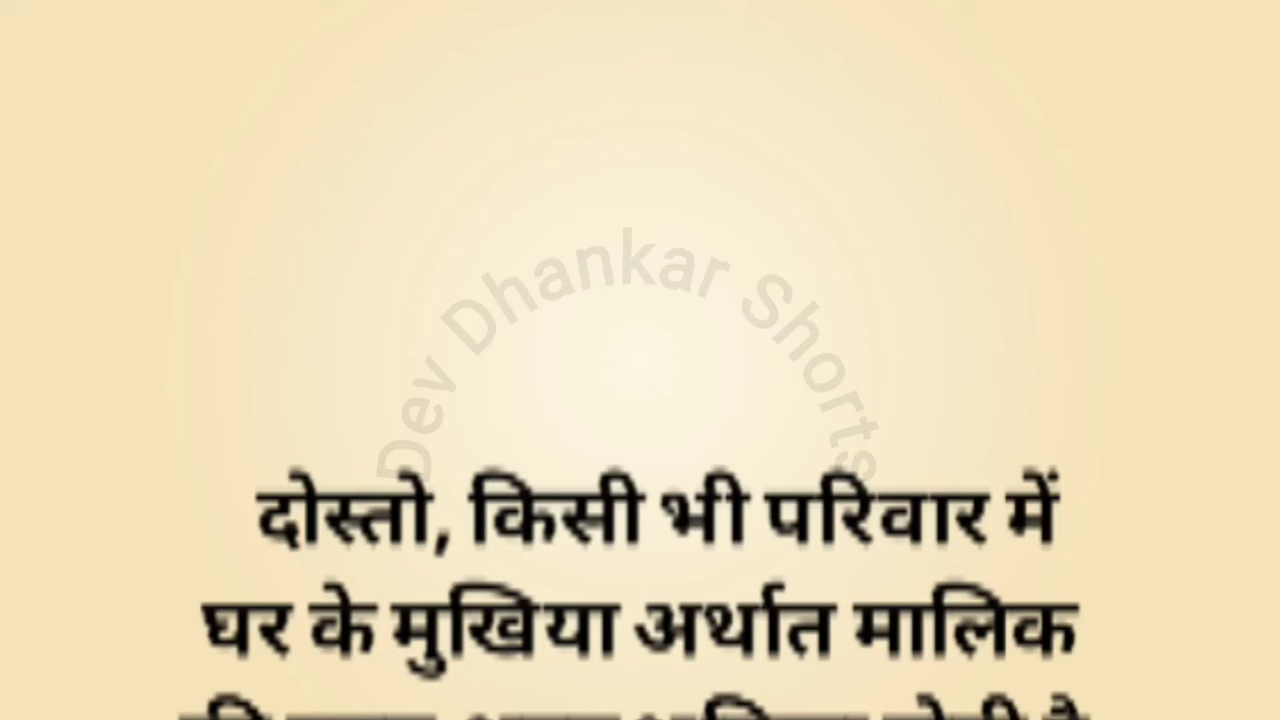 Dev Dhankar Shorts
दोस्तो, किसी भी परिवार में
घर के मुखिया अर्थात मालिक